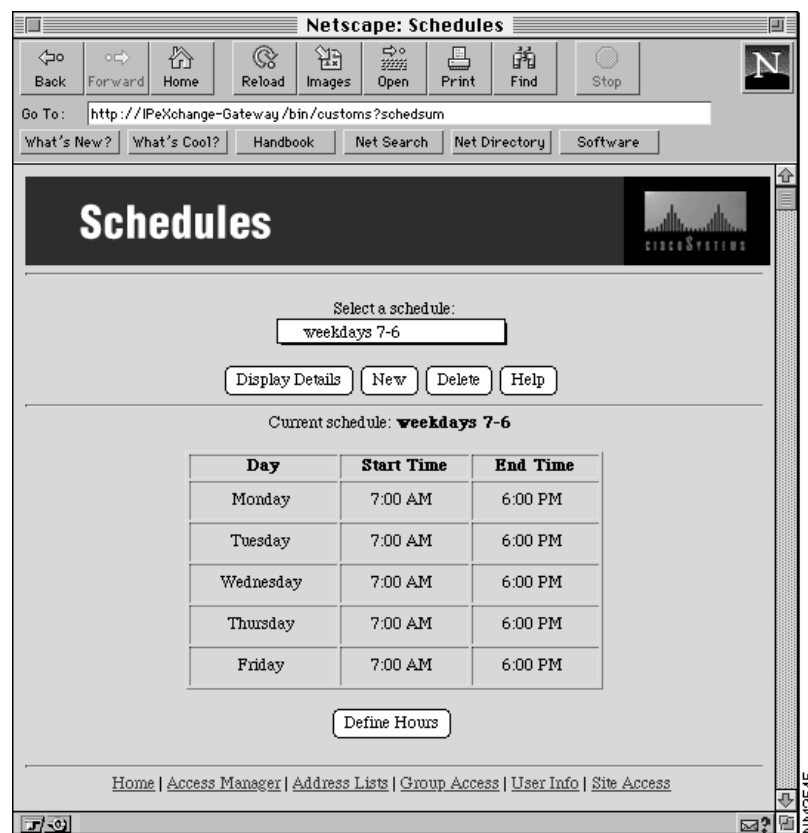 Netscape: Schedules
Back Forward Home Reload Images Open Print Find Stop
N
Go To: http://IPeXchange-Gateway/bin/customs?schedsum
What's New? What's Cool? Handbook Net Search Net Directory Software
Schedules
CISCO SYSTEMS
Select a schedule:
weekdays 7-6
Display Details New Delete Help
Current schedule: weekdays 7-6
Day Start Time End Time
Monday 7:00 AM 6:00 PM
Tuesday 7:00 AM 6:00 PM
Wednesday 7:00 AM 6:00 PM
Thursday 7:00 AM 6:00 PM
Friday 7:00 AM 6:00 PM
Define Hours
Home | Access Manager | Address Lists | Group Access | User Info | Site Access